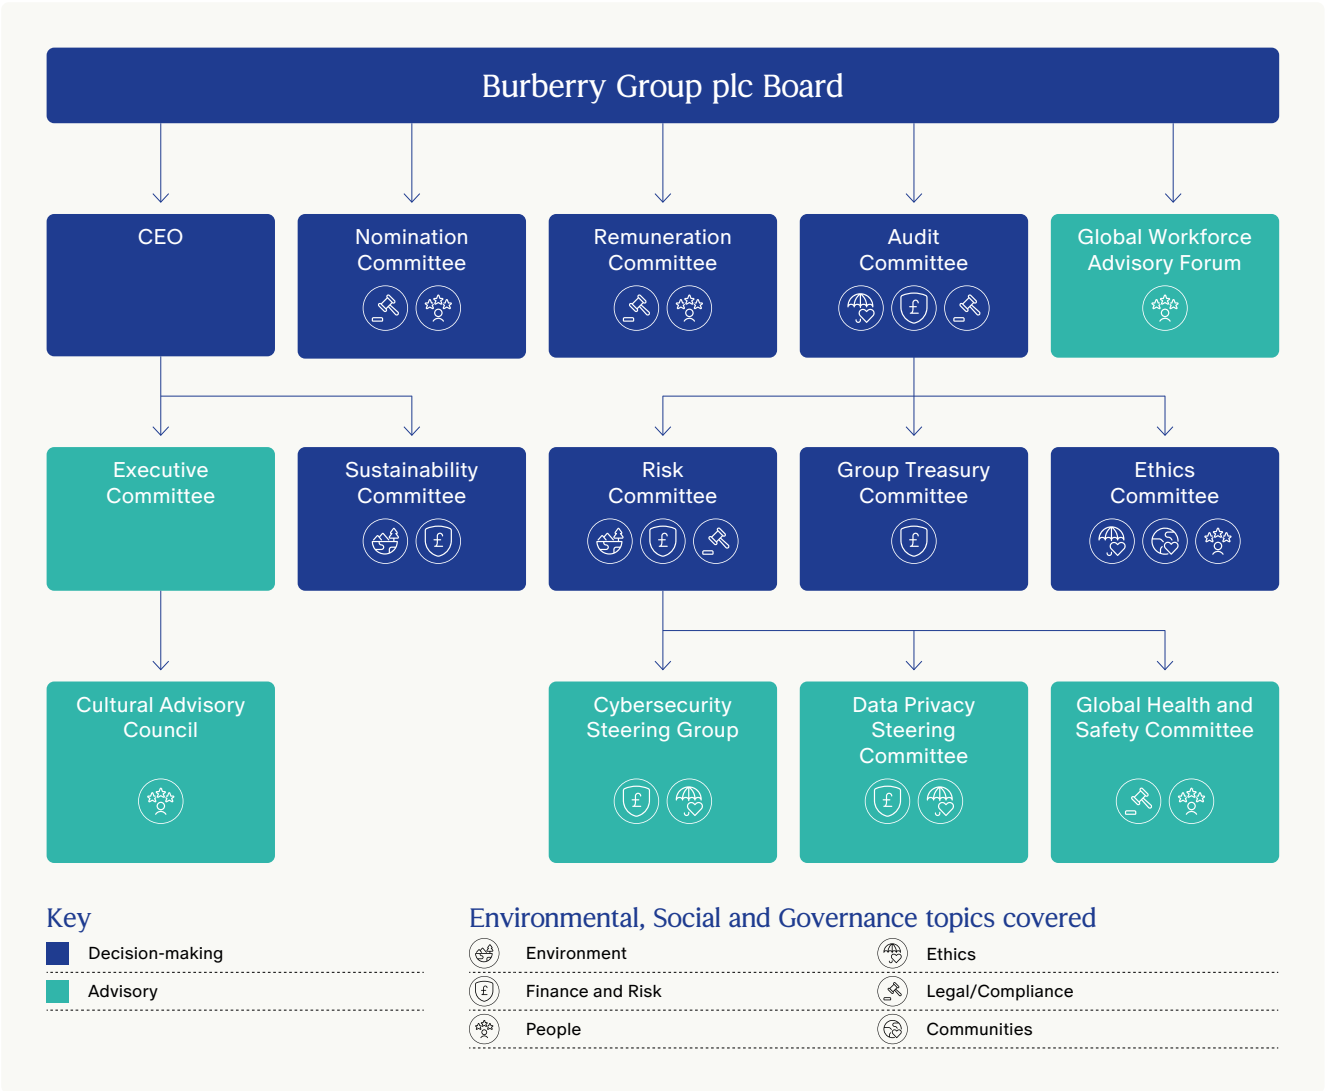 Burberry Group plc Board
CEO
Nomination
Committee
Remuneration
Committee
Audit
Committee
£
Global Workforce
Advisory Forum
Executive
Committee
Sustainability
Committee
£
Risk
Committee
£
Group Treasury
Committee
£
Ethics
Committee
Cultural Advisory
Council
Cybersecurity
Steering Group
£
Data Privacy
Steering
Committee
£
Global Health and
Safety Committee
Key
Decision-making
Advisory
Environmental, Social and Governance topics covered
Environment
£
Finance and Risk
People
Ethics
Legal/Compliance
Communities